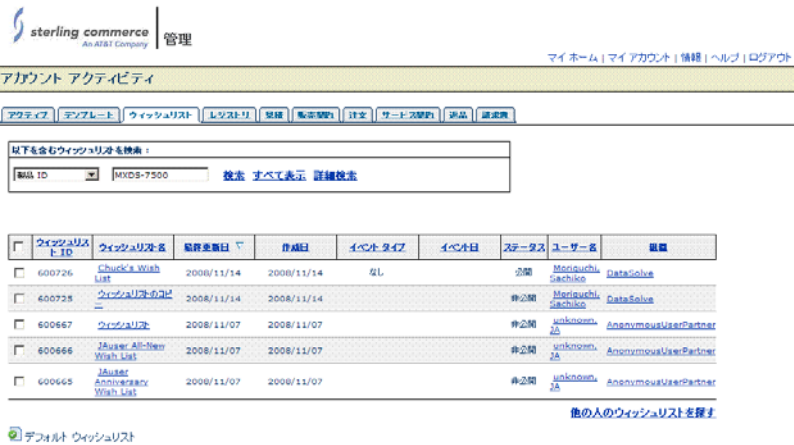 sterling commerce
An AT&T Company
管理
マイ ホーム | マイ アカウント | 情報 | ヘルプ | ログアウト
アカウント アクティビティ
アクティブ テンプレート ウィッシュリスト レジストリ 見積 販売契約 注文 サービス契約 返品 請求書
以下を含むウィッシュリストを検索 :
製品 ID MXDS-7500 検索 すべて表示 詳細検索
ウィッシュリスト ID ウィッシュリスト名 最終更新日 作成日 イベント タイプ イベント日 ステータス ユーザー名 組織
600726 Chuck's Wish List 2008/11/14 2008/11/14 なし 公開 Moriguchi, Sachiko DataSolve
600725 ウィッシュリストのコピー 2008/11/14 2008/11/14 非公開 Moriguchi, Sachiko DataSolve
600667 ウィッシュリスト 2008/11/07 2008/11/07 非公開 unknown, JA AnonymousUserPartner
600666 JAuser All-New Wish List 2008/11/07 2008/11/07 非公開 unknown, JA AnonymousUserPartner
600665 JAuser Anniversary Wish List 2008/11/07 2008/11/07 非公開 unknown, JA AnonymousUserPartner
他の人のウィッシュリストを探す
デフォルト ウィッシュリスト